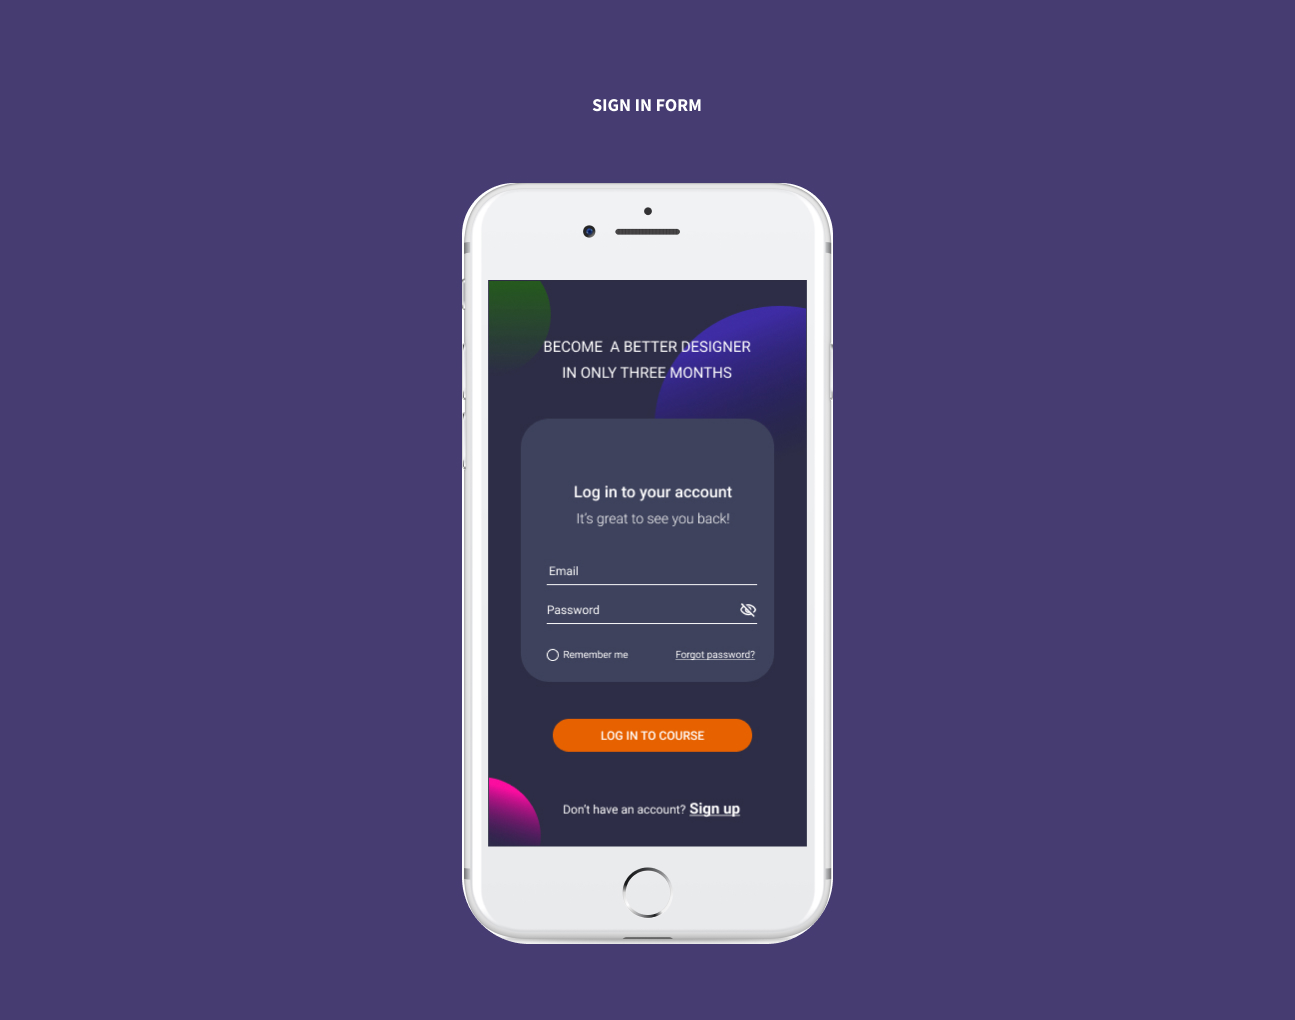 SIGN IN FORM
BECOME  A BETTER DESIGNER
IN ONLY THREE MONTHS
Log in to your account
It's great to see you back!
Email
Password
Remember me
Forgot password?
LOG IN TO COURSE
Don't have an account? Sign up